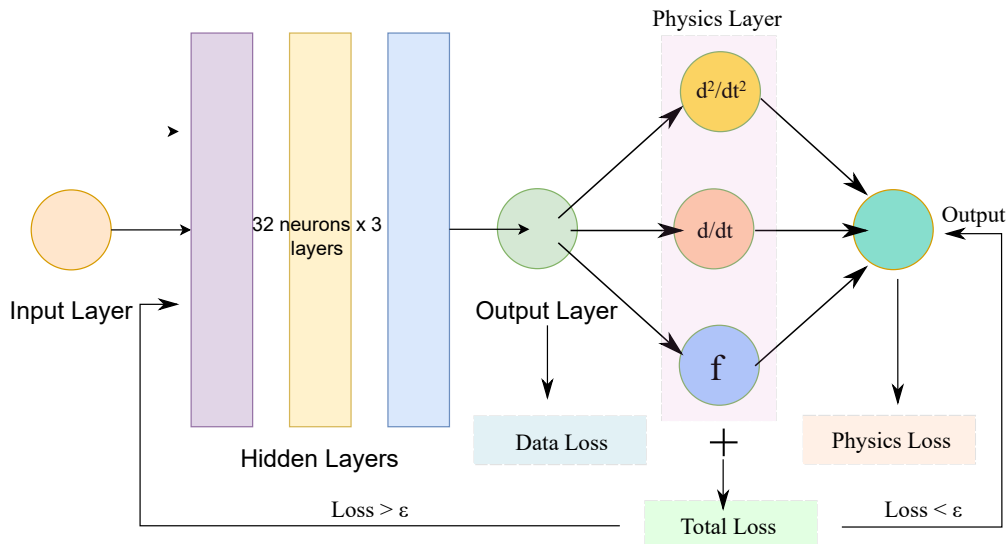 Physics Layer
d²/dt²
32 neurons x 3
layers
d/dt
Output
Input Layer
Output Layer
f
Data Loss
+
Physics Loss
Hidden Layers
Loss > ε
Total Loss
Loss < ε